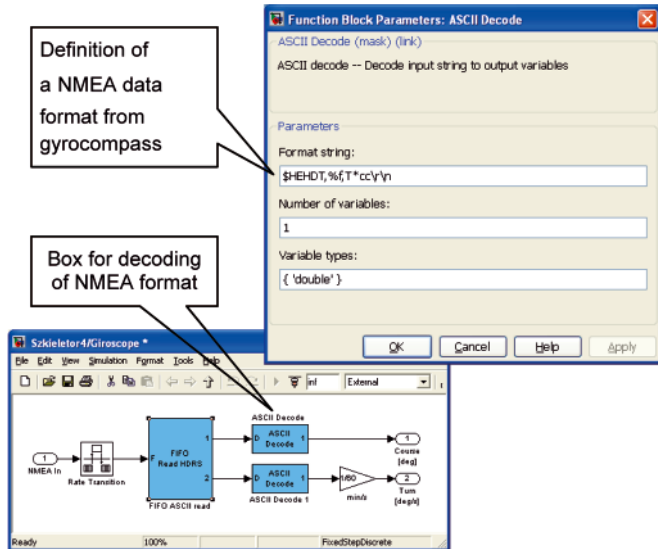 Definition of
a NMEA data
format from
gyrocompass
Function Block Parameters: ASCII Decode
ASCII Decode (mask) (link)
ASCII decode -- Decode input string to output variables
Parameters
Format string:
$HEHDT,%f,T*cc\r\n
Number of variables:
1
Variable types:
{ 'double' }
OK Cancel Help Apply
Box for decoding
of NMEA format
Szkieletor4/Giroscope *
File Edit View Simulation Format Tools Help
inf External
1
NMEA In
Rate Transition
F
FIFO
Read HDRS
1
2
FIFO ASCII read
ASCII Decode
D ASCII
Decode 1
1
Course
[deg]
D ASCII
Decode 1
ASCII Decode 1
1/60
min/s
2
Turn
[deg/s]
Ready 100% FixedStepDiscrete